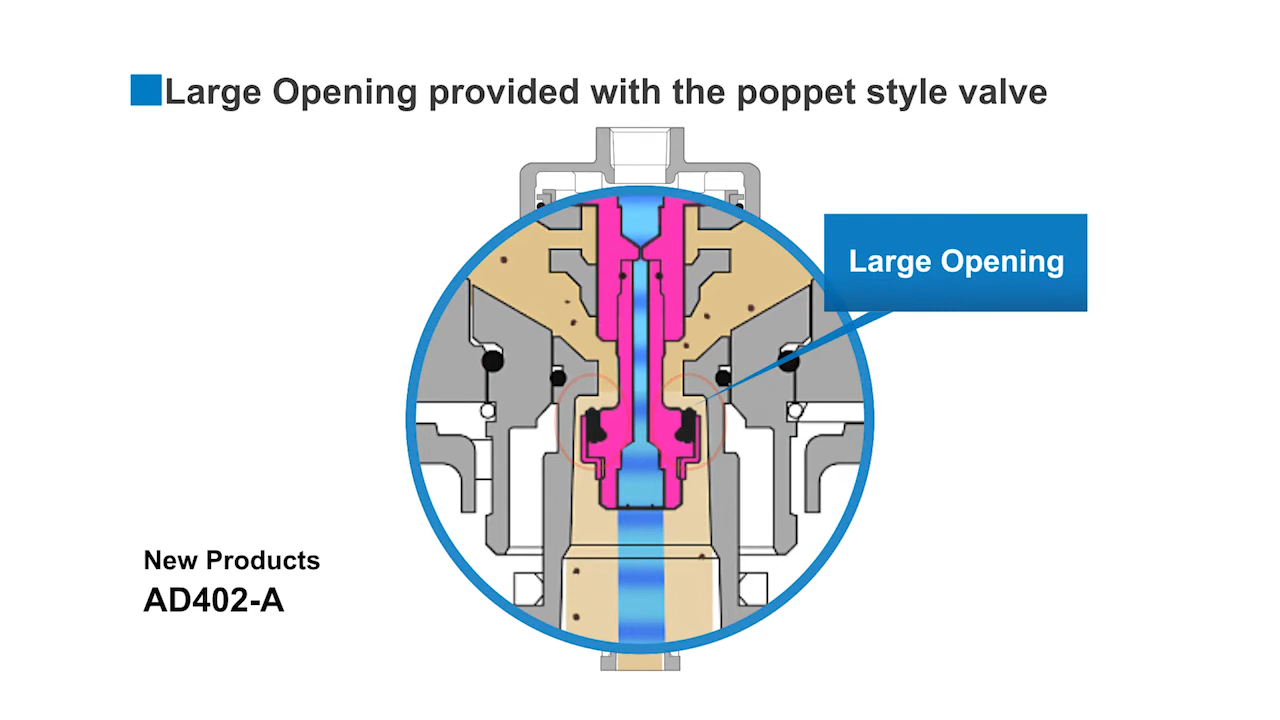 Large Opening provided with the poppet style valve
Large Opening
New Products
AD402-A